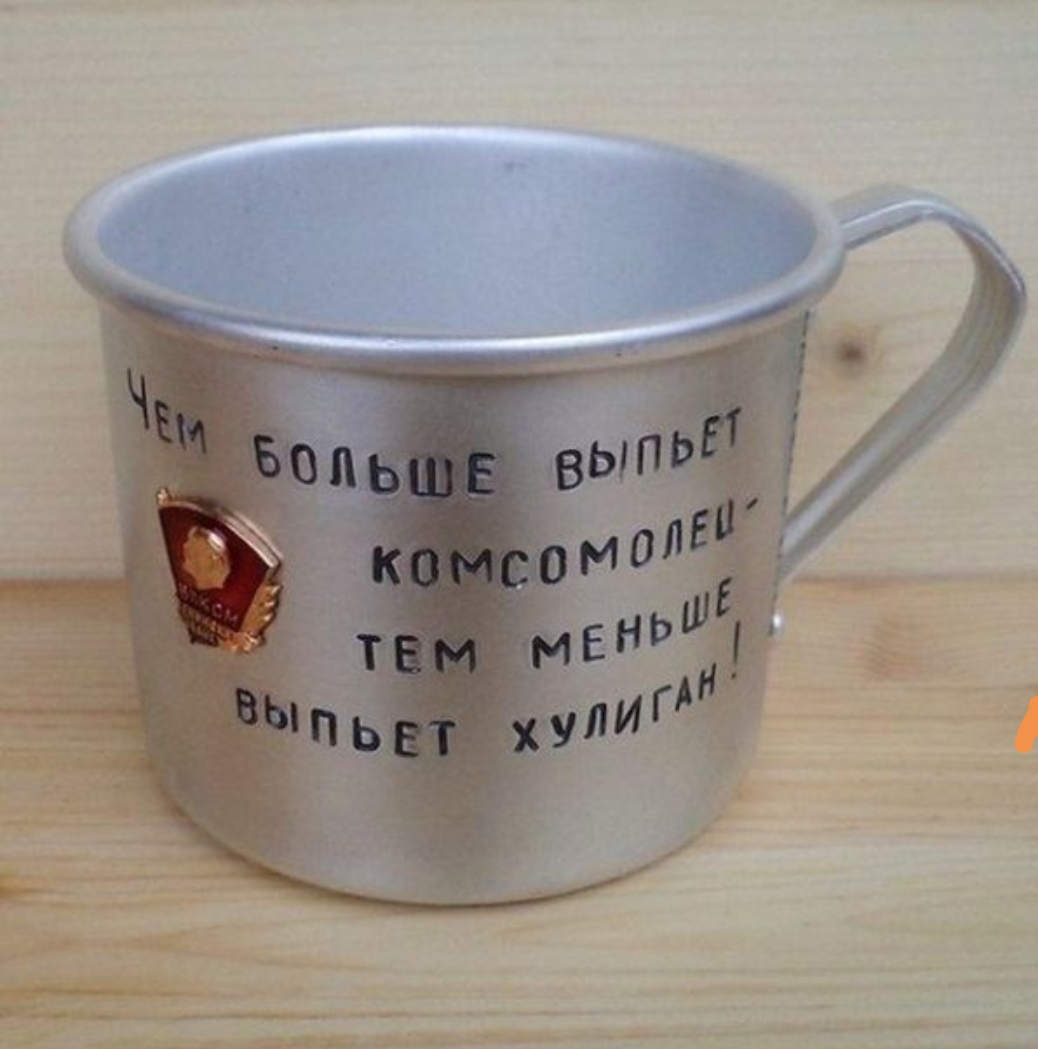 Чем БОЛЬШЕ ВЫПЬЕТ
КОМСОМОЛЕЦ-
ТЕМ МЕНЬШЕ
ВЫПЬЕТ ХУЛИГАН!